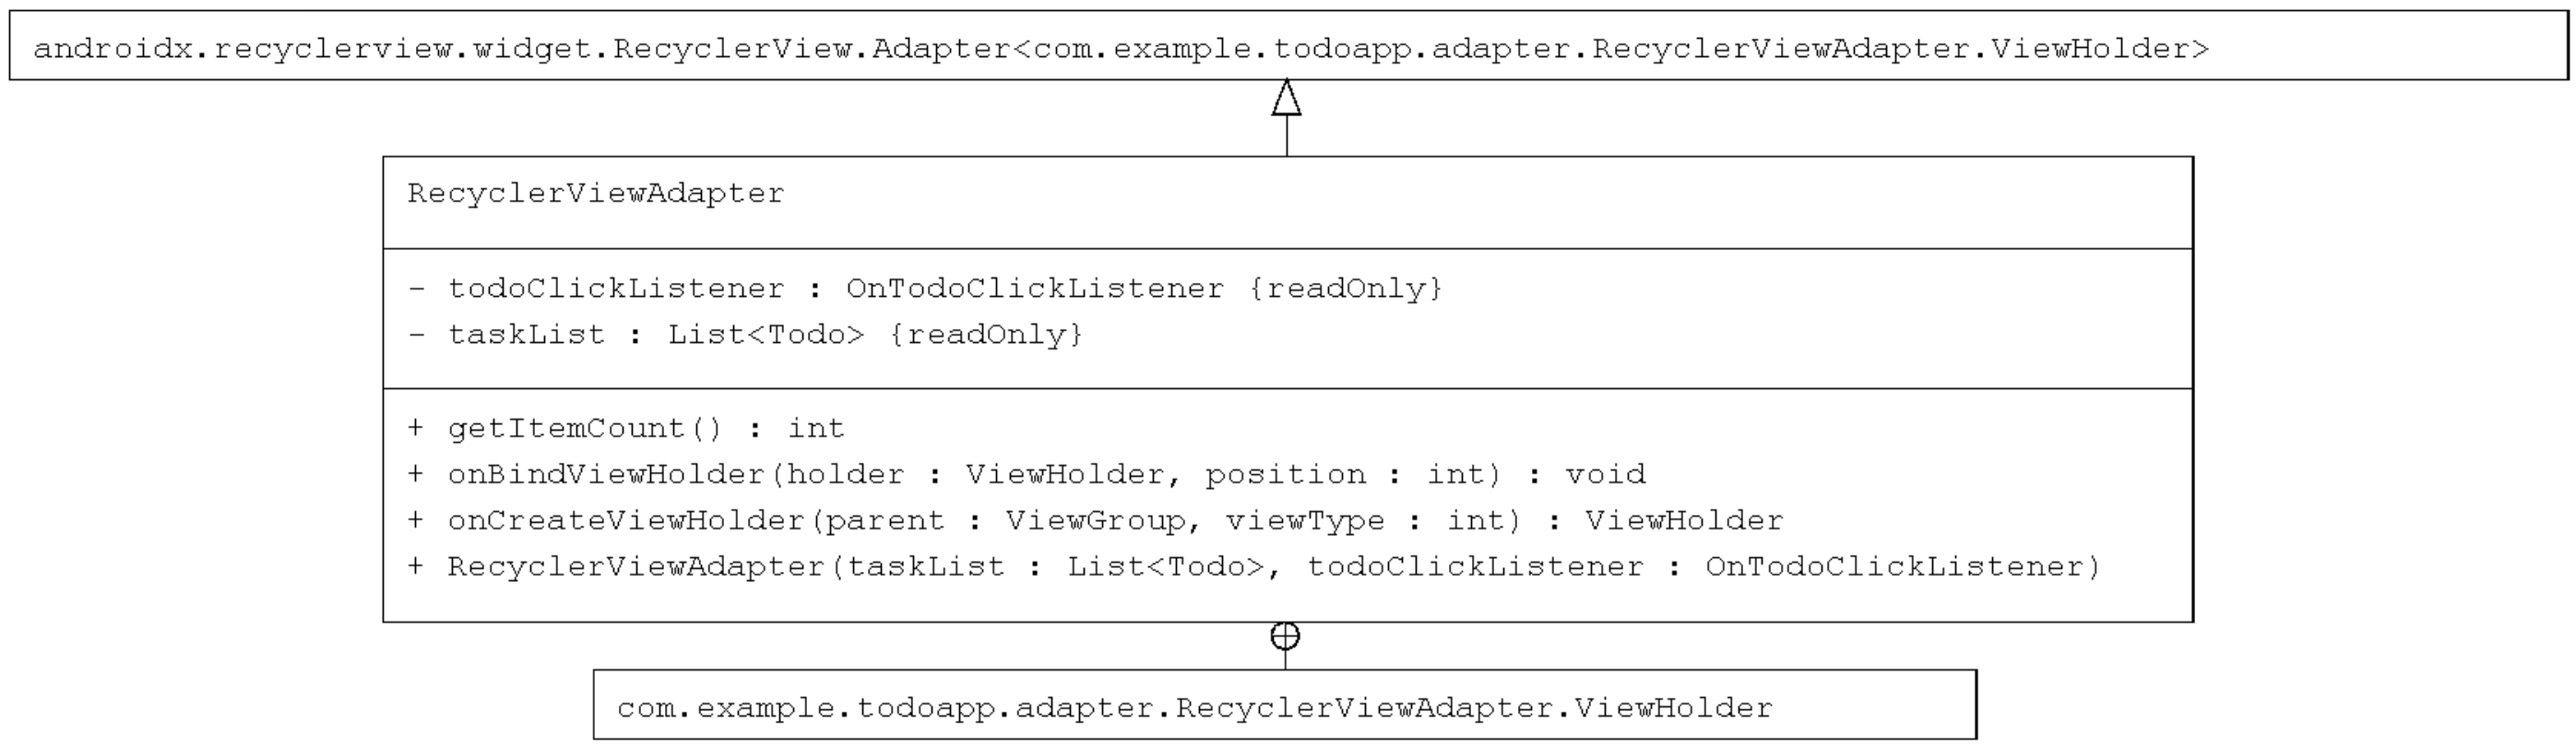 androidx.recyclerview.widget.RecyclerView.Adapter<com.example.todoapp.adapter.RecyclerViewAdapter.ViewHolder>
RecyclerViewAdapter
- todoClickListener : OnTodoClickListener {readOnly}
- taskList : List<Todo> {readOnly}
+ getItemCount() : int
+ onBindViewHolder(holder : ViewHolder, position : int) : void
+ onCreateViewHolder(parent : ViewGroup, viewType : int) : ViewHolder
+ RecyclerViewAdapter(taskList : List<Todo>, todoClickListener : OnTodoClickListener)
com.example.todoapp.adapter.RecyclerViewAdapter.ViewHolder